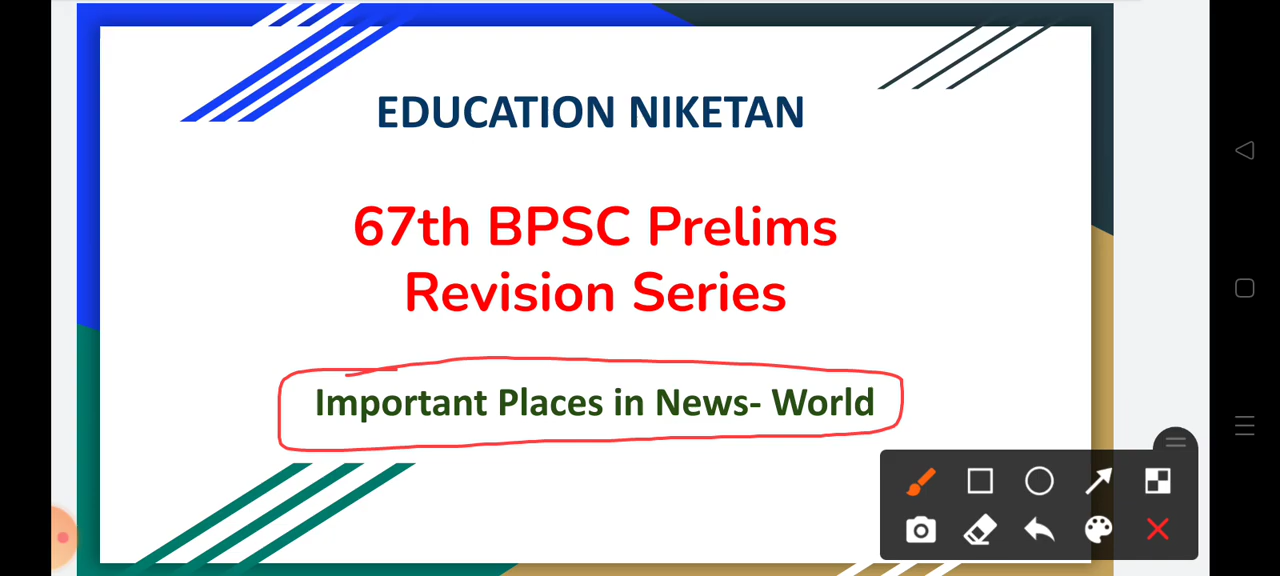 EDUCATION NIKETAN
67th BPSC Prelims
Revision Series
Important Places in News- World